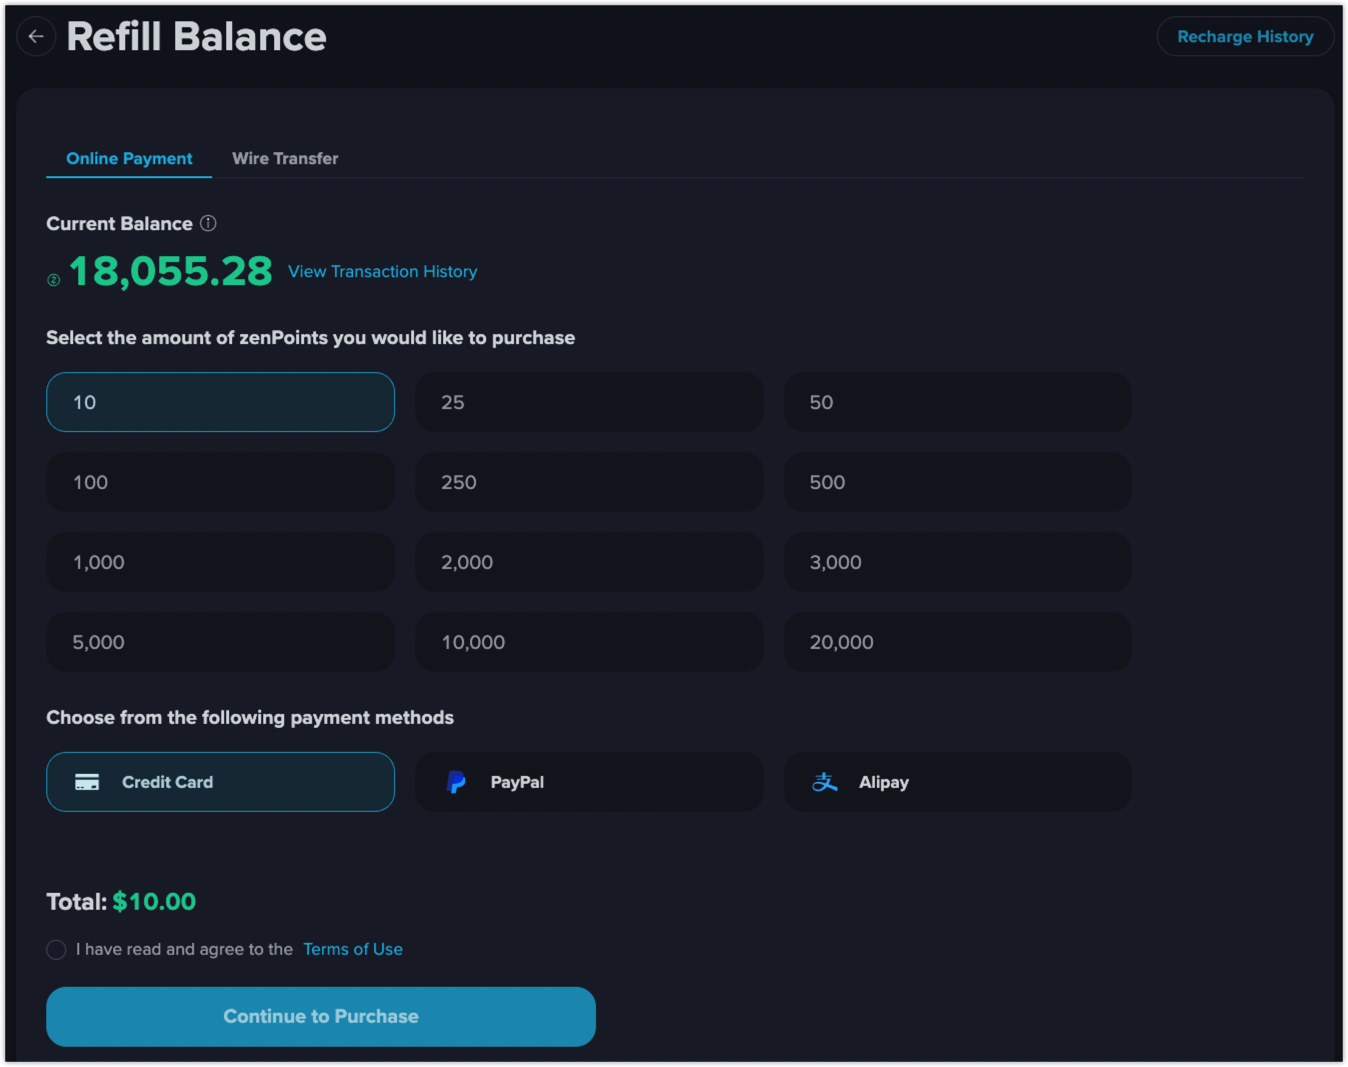 Refill Balance
Recharge History
Online Payment
Wire Transfer
Current Balance
18,055.28 View Transaction History
Select the amount of zenPoints you would like to purchase
10
25
50
100
250
500
1,000
2,000
3,000
5,000
10,000
20,000
Choose from the following payment methods
Credit Card
PayPal
Alipay
Total: $10.00
I have read and agree to the Terms of Use
Continue to Purchase